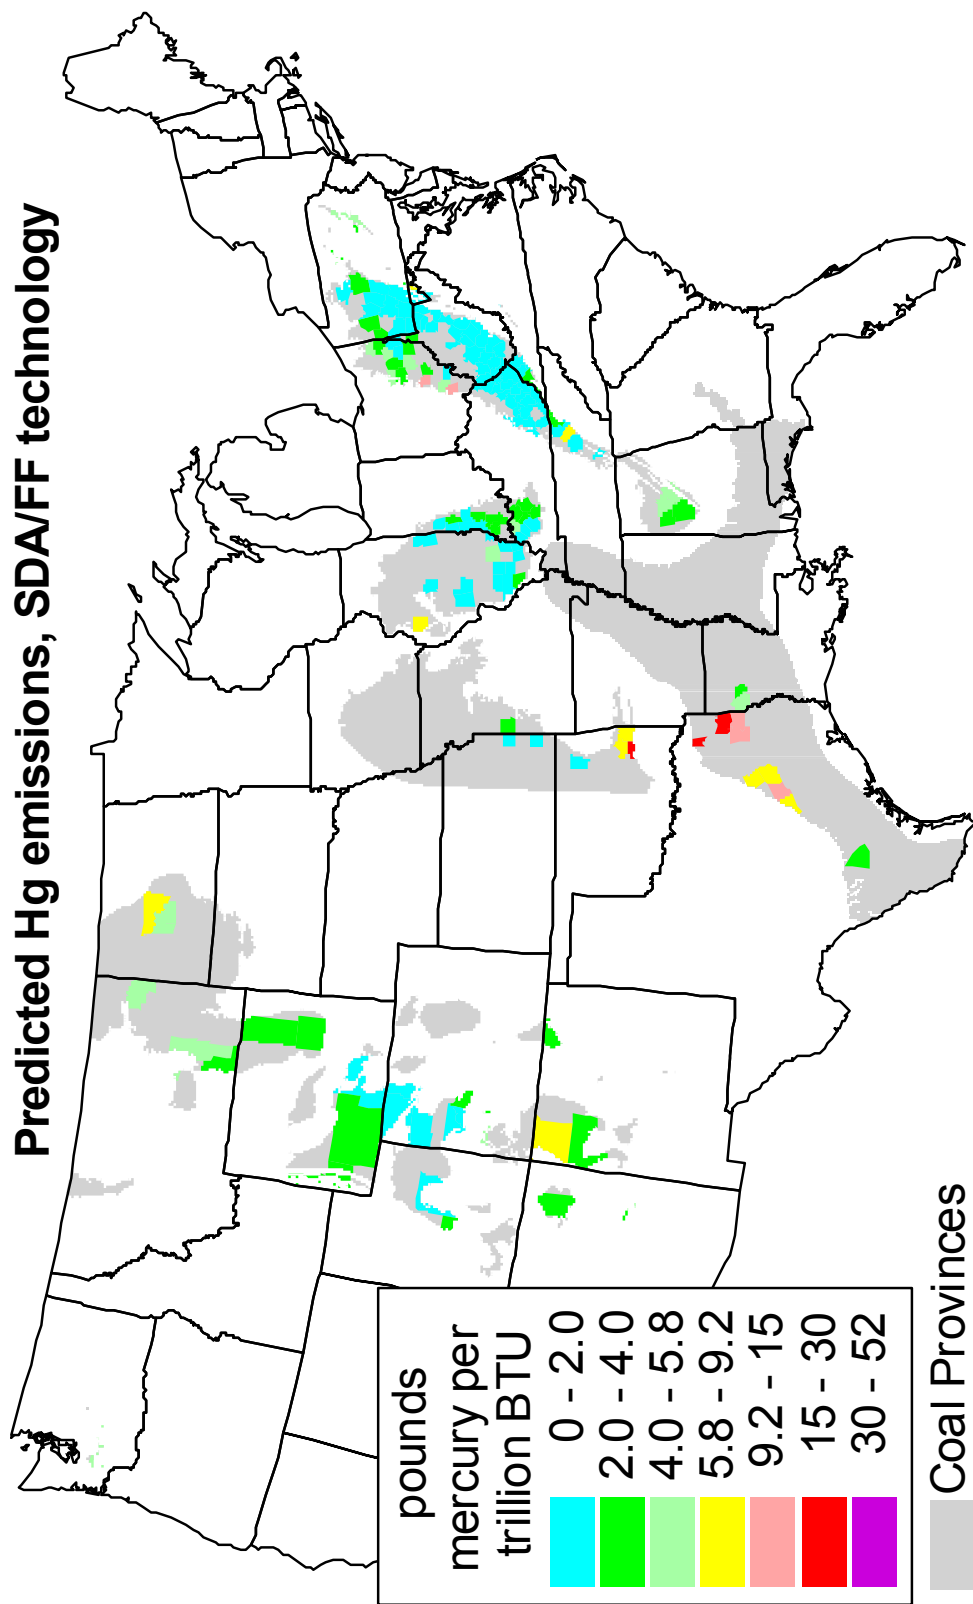 Predicted Hg emissions, SDA/FF technology
pounds
mercury per
trillion BTU
0 - 2.0
2.0 - 4.0
4.0 - 5.8
5.8 - 9.2
9.2 - 15
15 - 30
30 - 52
Coal Provinces